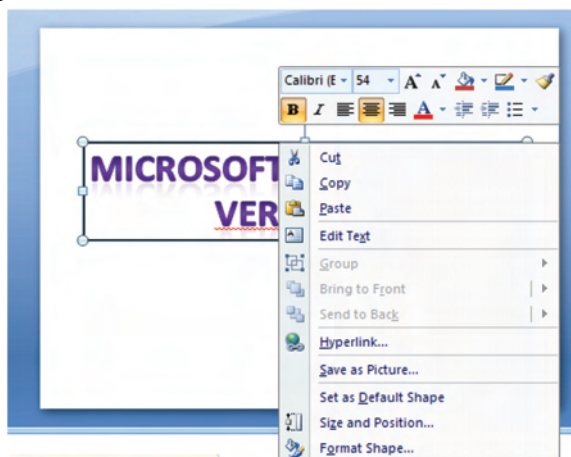 Calibri (E 54 A A
B I A
MICROSOFT
VER
Cut
Copy
Paste
Edit Text
Group
Bring to Front
Send to Back
Hyperlink...
Save as Picture...
Set as Default Shape
Size and Position...
Format Shape...